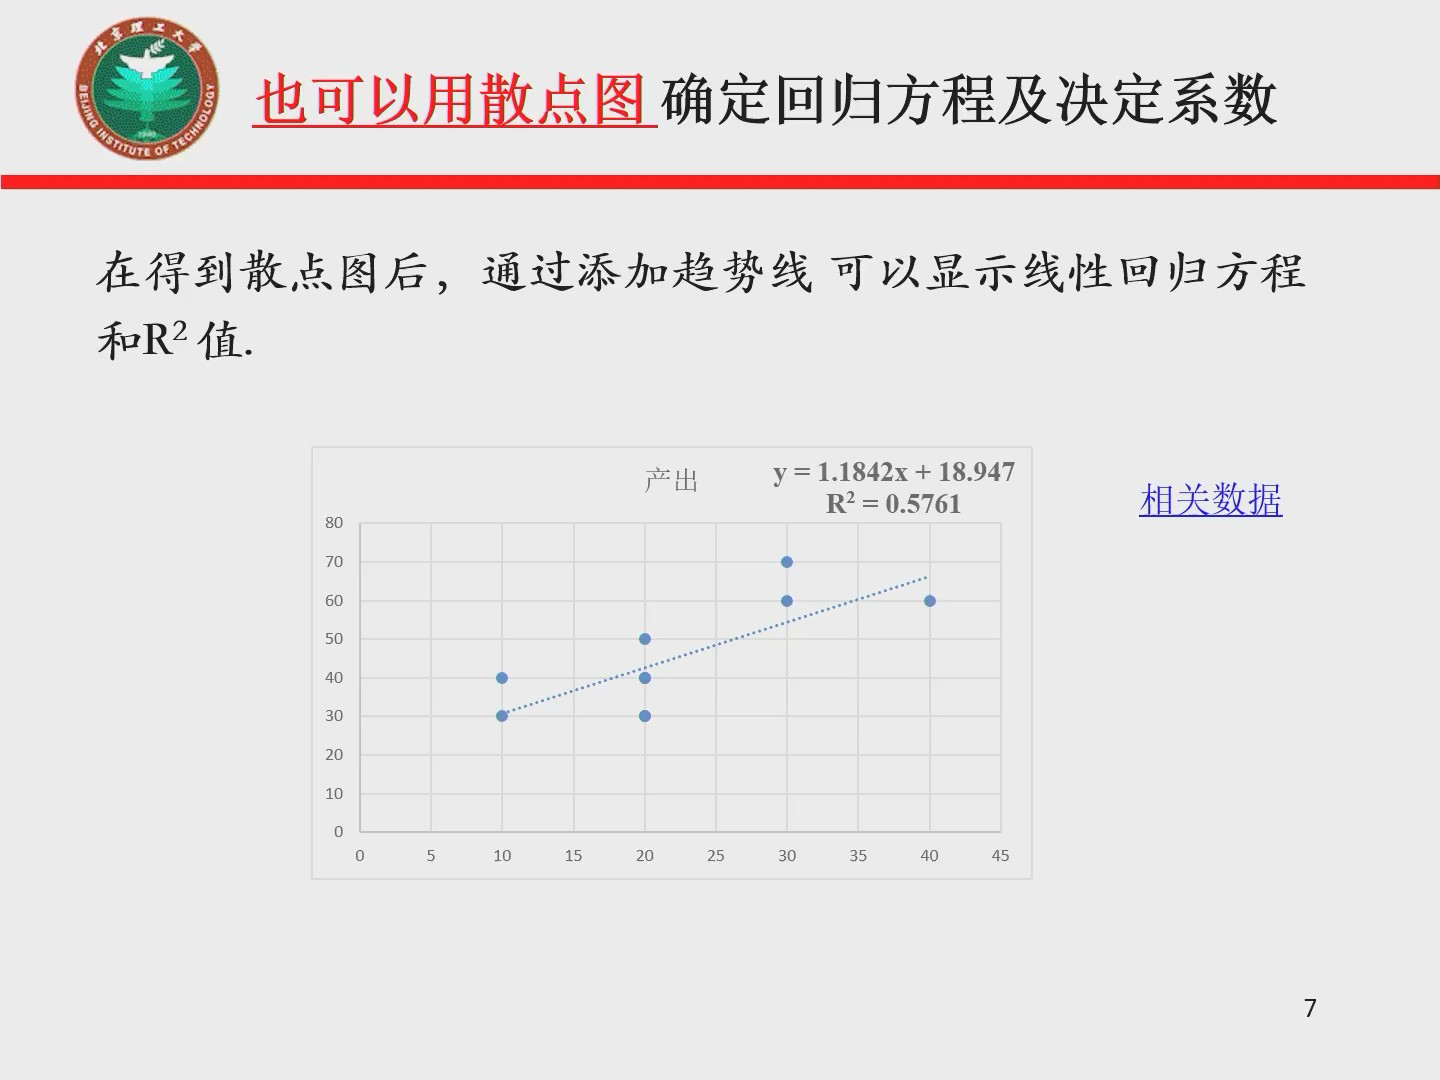 北京理工大学
BEIJING INSTITUTE OF TECHNOLOGY
1940
也可以用散点图 确定回归方程及决定系数
在得到散点图后，通过添加趋势线 可以显示线性回归方程
和R² 值.
产出
y = 1.1842x + 18.947
R² = 0.5761
相关数据
80
70
60
50
40
30
20
10
0
0 5 10 15 20 25 30 35 40 45
7